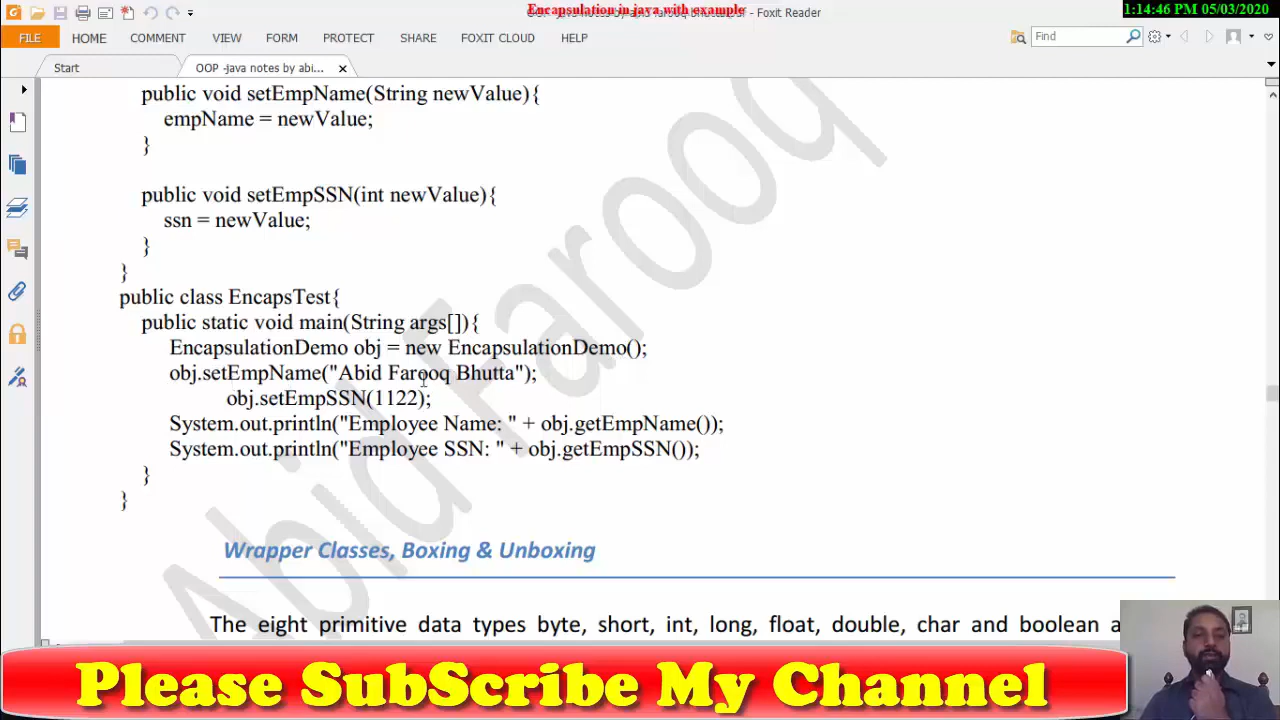 Encapsulation in java with example
- Foxit Reader
1:14:46 PM 05/03/2020
FILE HOME COMMENT VIEW FORM PROTECT SHARE FOXIT CLOUD HELP Find
Start OOP -java notes by abi...
public void setEmpName(String newValue){
empName = newValue;
}
public void setEmpSSN(int newValue){
ssn = newValue;
}
}
public class EncapsTest{
public static void main(String args[]){
EncapsulationDemo obj = new EncapsulationDemo();
obj.setEmpName("Abid Farooq Bhutta");
obj.setEmpSSN(1122);
System.out.println("Employee Name: " + obj.getEmpName());
System.out.println("Employee SSN: " + obj.getEmpSSN());
}
}
Wrapper Classes, Boxing & Unboxing
The eight primitive data types byte, short, int, long, float, double, char and boolean a
Abid Farooq
Please SubScribe My Channel